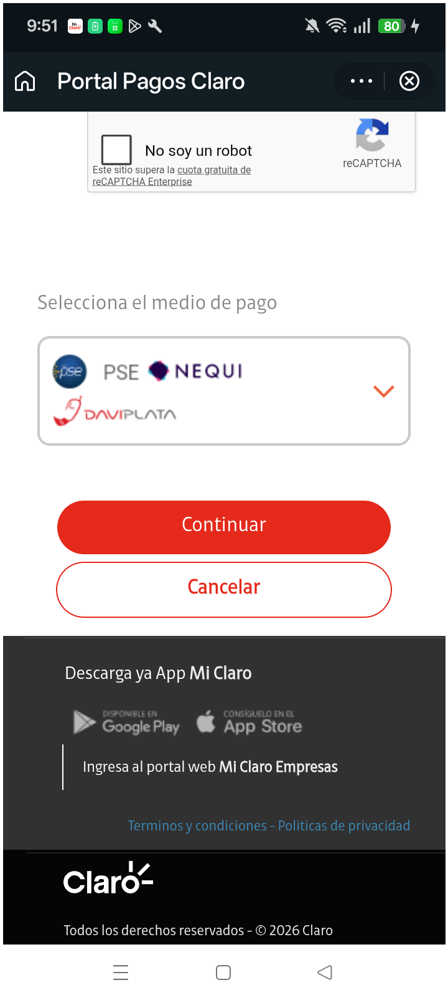 9:51
Mi
Claro
80
Portal Pagos Claro
No soy un robot
Este sitio supera la cuota gratuita de
reCAPTCHA Enterprise
reCAPTCHA
Selecciona el medio de pago
pse PSE NEQUI
DAVIPLATA
Continuar
Cancelar
Descarga ya App Mi Claro
DISPONIBLE EN
Google Play
CONSÍGUELO EN EL
App Store
Ingresa al portal web Mi Claro Empresas
Terminos y condiciones - Politicas de privacidad
Claro
Todos los derechos reservados - © 2026 Claro